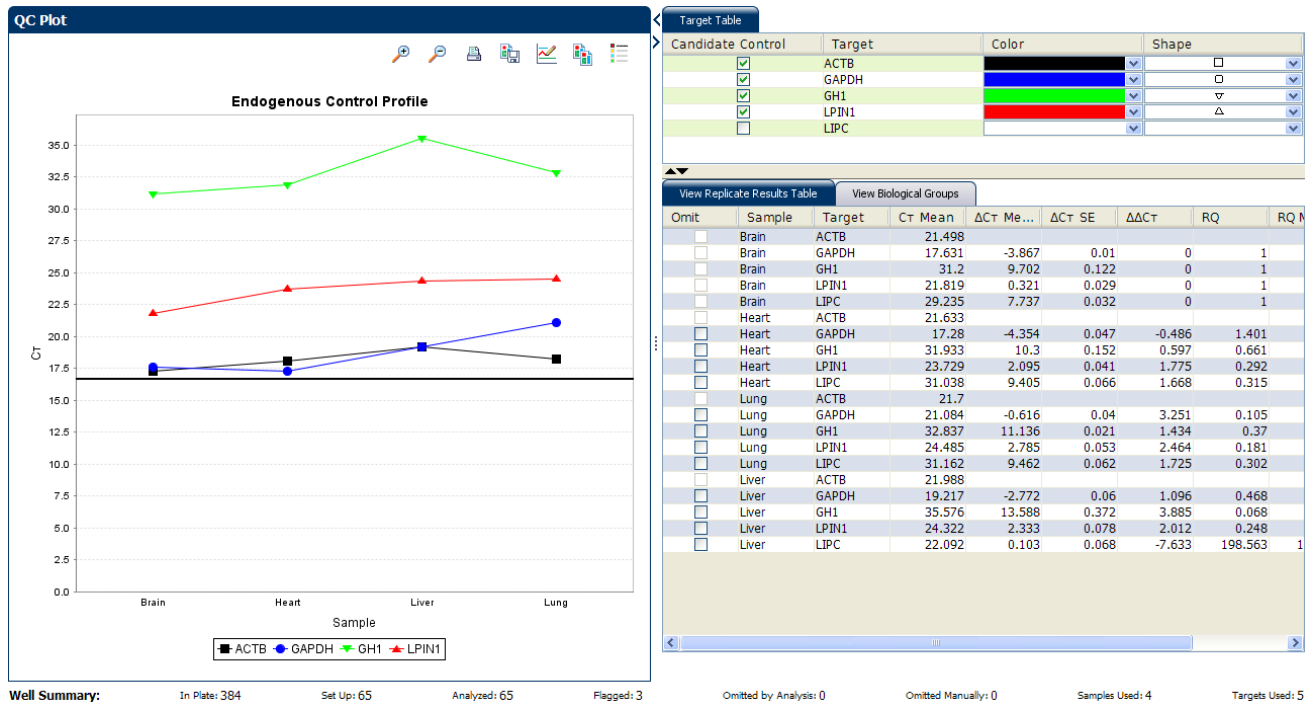 QC Plot
Endogenous Control Profile
35.0
32.5
30.0
27.5
25.0
22.5
20.0
17.5
15.0
12.5
10.0
7.5
5.0
2.5
0.0
CT
Brain Heart Liver Lung
Sample
ACTB GAPDH GH1 LPIN1
Target Table
Candidate Control Target Color Shape
ACTB
GAPDH
GH1
LPIN1
LIPC
View Replicate Results Table View Biological Groups
Omit Sample Target CT Mean ΔCT Me... ΔCT SE ΔΔCT RQ RQ M
Brain ACTB 21.498
Brain GAPDH 17.631 -3.867 0.01 0 1
Brain GH1 31.2 9.702 0.122 0 1
Brain LPIN1 21.819 0.321 0.029 0 1
Brain LIPC 29.235 7.737 0.032 0 1
Heart ACTB 21.633
Heart GAPDH 17.28 -4.354 0.047 -0.486 1.401
Heart GH1 31.933 10.3 0.152 0.597 0.661
Heart LPIN1 23.729 2.095 0.041 1.775 0.292
Heart LIPC 31.038 9.405 0.066 1.668 0.315
Lung ACTB 21.7
Lung GAPDH 21.084 -0.616 0.04 3.251 0.105
Lung GH1 32.837 11.136 0.021 1.434 0.37
Lung LPIN1 24.485 2.785 0.053 2.464 0.181
Lung LIPC 31.162 9.462 0.062 1.725 0.302
Liver ACTB 21.988
Liver GAPDH 19.217 -2.772 0.06 1.096 0.468
Liver GH1 35.576 13.588 0.372 3.885 0.068
Liver LPIN1 24.322 2.333 0.078 2.012 0.248
Liver LIPC 22.092 0.103 0.068 -7.633 198.563 1
Well Summary: In Plate: 384 Set Up: 65 Analyzed: 65 Flagged: 3 Omitted by Analysis: 0 Omitted Manually: 0 Samples Used: 4 Targets Used: 5